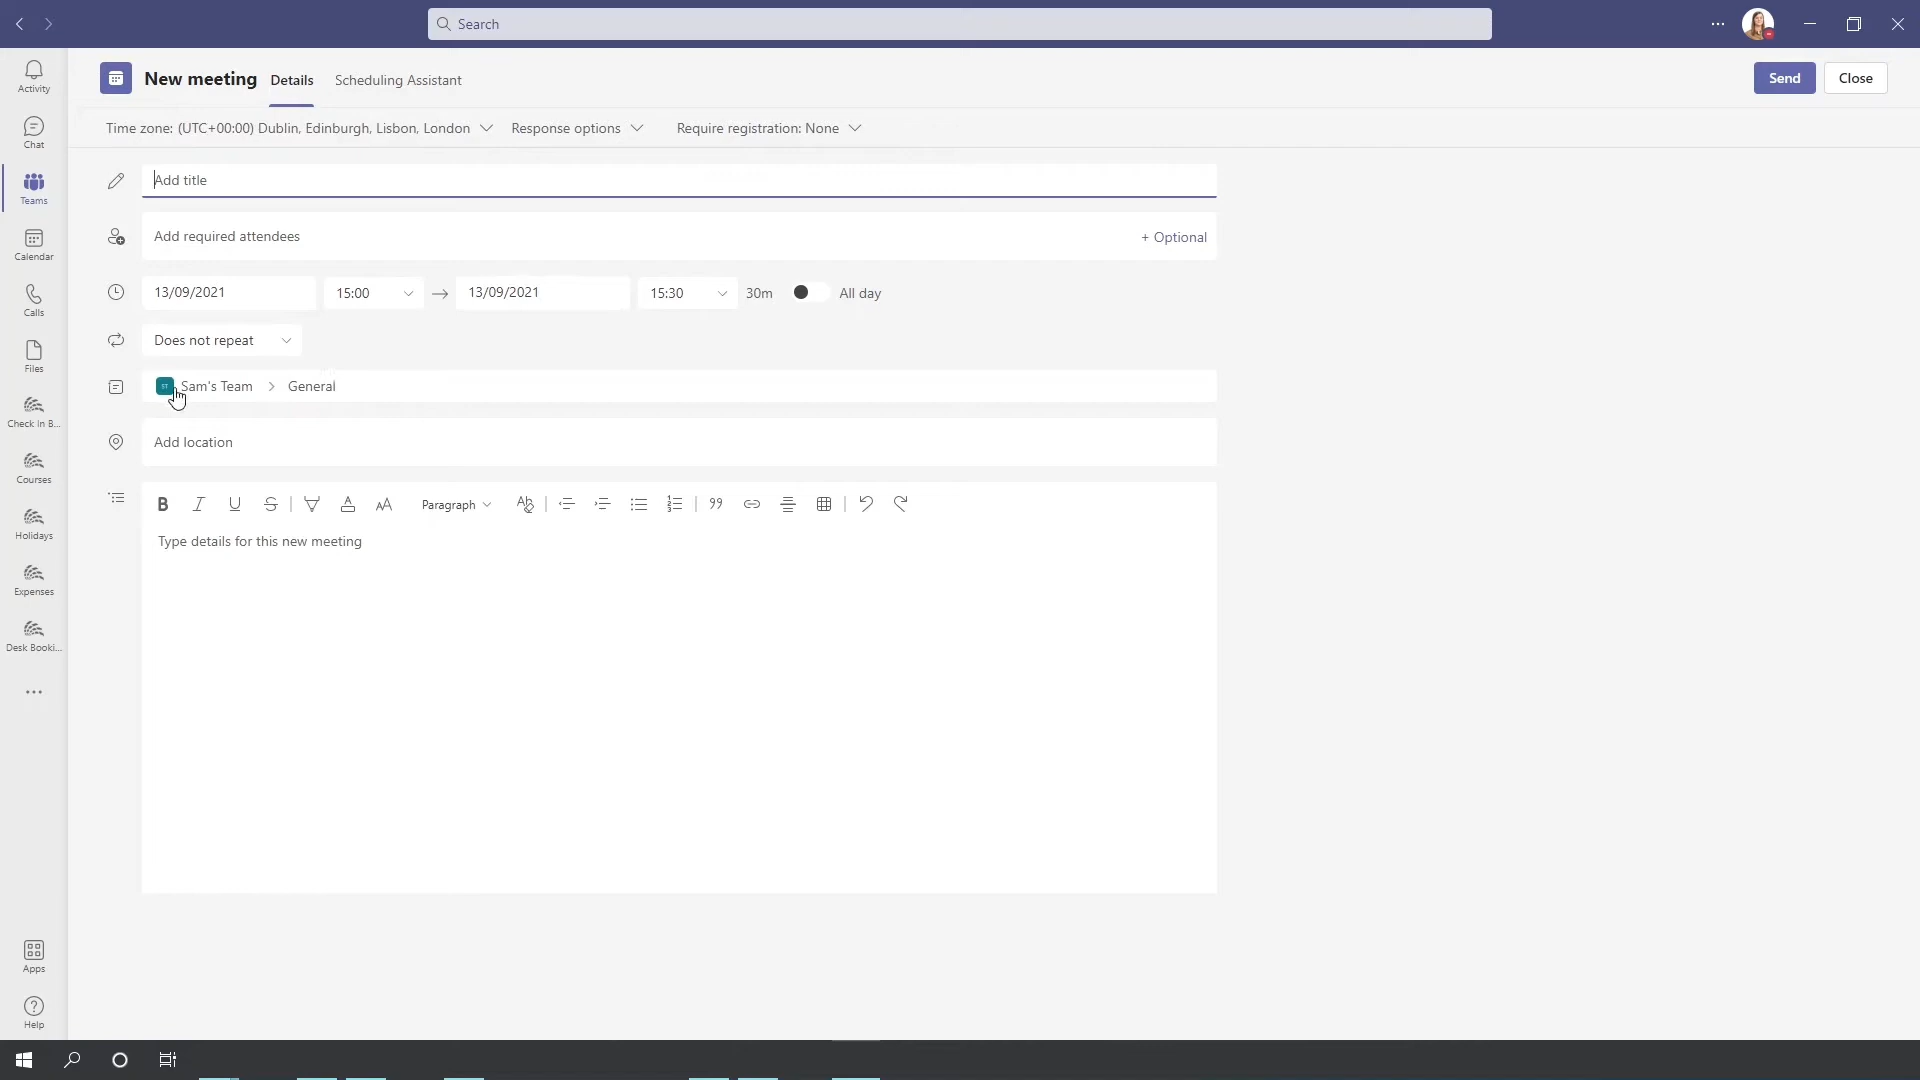 Search
Activity
Chat
Teams
Calendar
Calls
Files
Check In B...
Courses
Holidays
Expenses
Desk Booki...
Apps
Help
New meeting
Details
Scheduling Assistant
Send
Close
Time zone: (UTC+00:00) Dublin, Edinburgh, Lisbon, London
Response options
Require registration: None
Add title
Add required attendees
+ Optional
13/09/2021
15:00
13/09/2021
15:30
30m
All day
Does not repeat
ST
Sam's Team > General
Add location
Paragraph
Type details for this new meeting